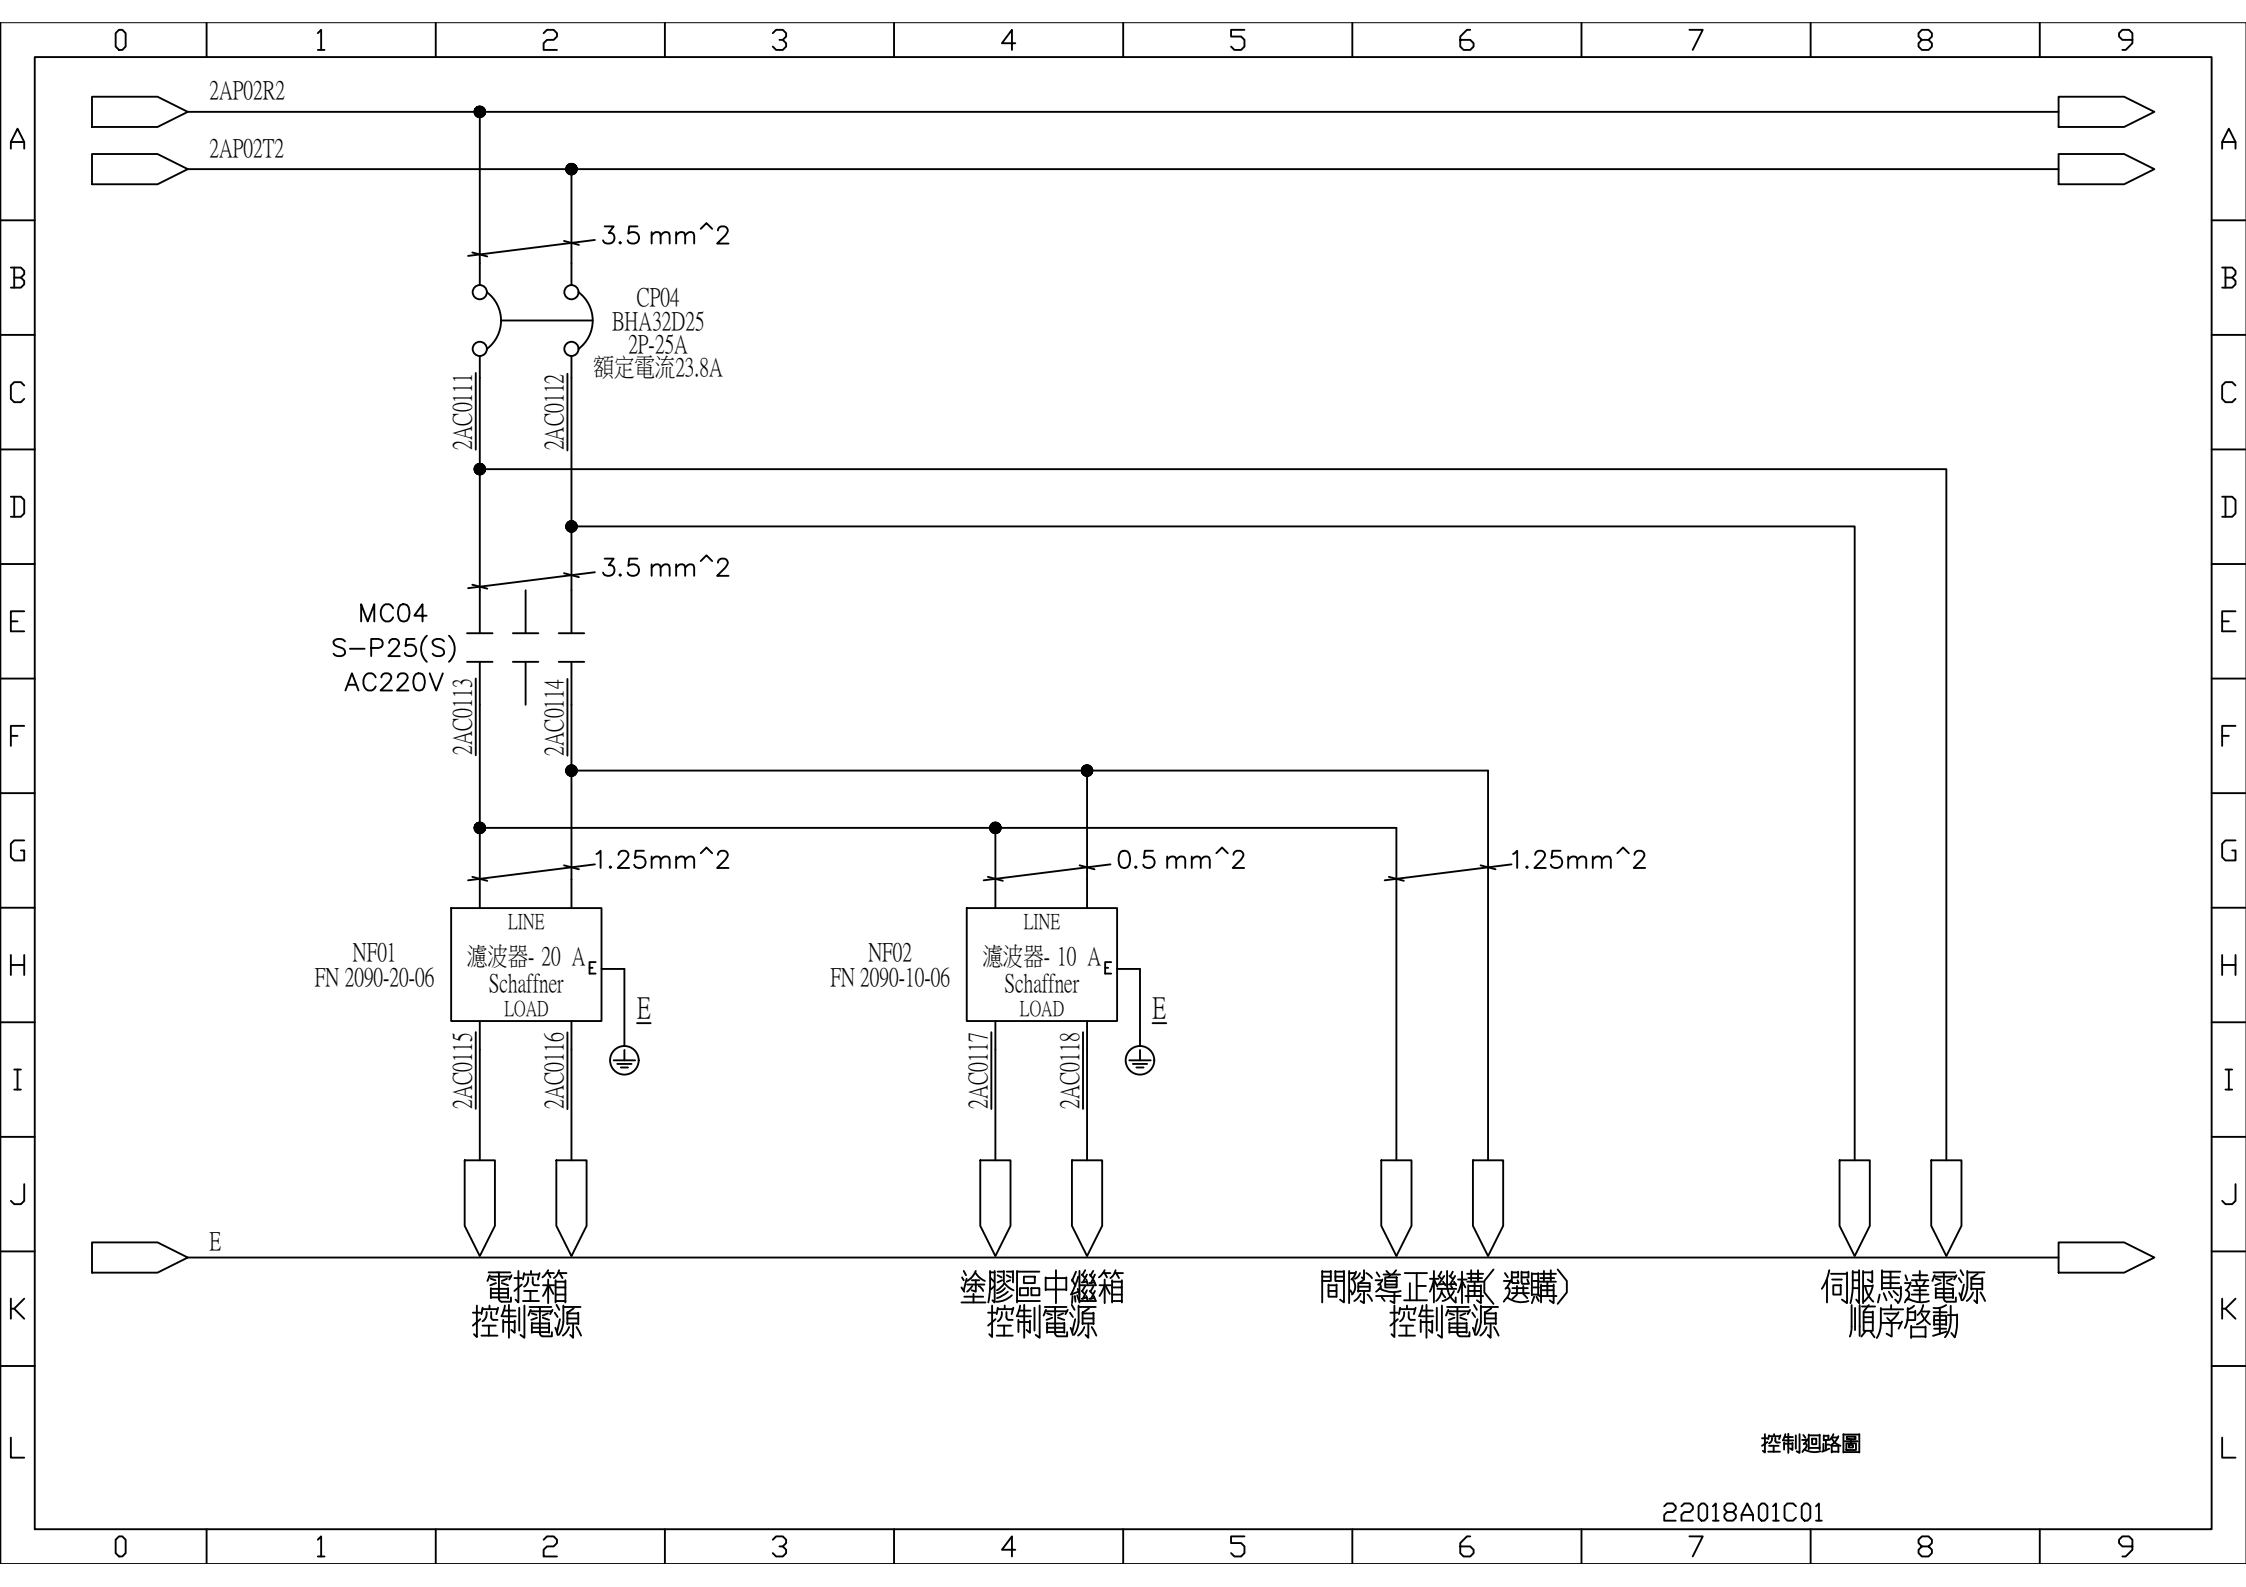 0 1 2 3 4 5 6 7 8 9
2AP02R2
A A
2AP02T2
3.5 mm^2
B B
CP04
BHA32D25
2P-25A
額定電流23.8A
2AC0111 2AC0112
C C
D D
3.5 mm^2
MC04
S-P25(S)
AC220V
E E
2AC0113 2AC0114
F F
1.25mm^2 0.5 mm^2 1.25mm^2
G G
LINE LINE
NF01
FN 2090-20-06
濾波器- 20 A E
Schaffner
LOAD
E
NF02
FN 2090-10-06
濾波器- 10 A E
Schaffner
LOAD
E
H H
2AC0115 2AC0116 2AC0117 2AC0118
I I
J J
E
電控箱
控制電源
塗膠區中繼箱
控制電源
間隙導正機構(選購)
控制電源
伺服馬達電源
順序啓動
K K
控制迴路圖
L L
22018A01C01
0 1 2 3 4 5 6 7 8 9